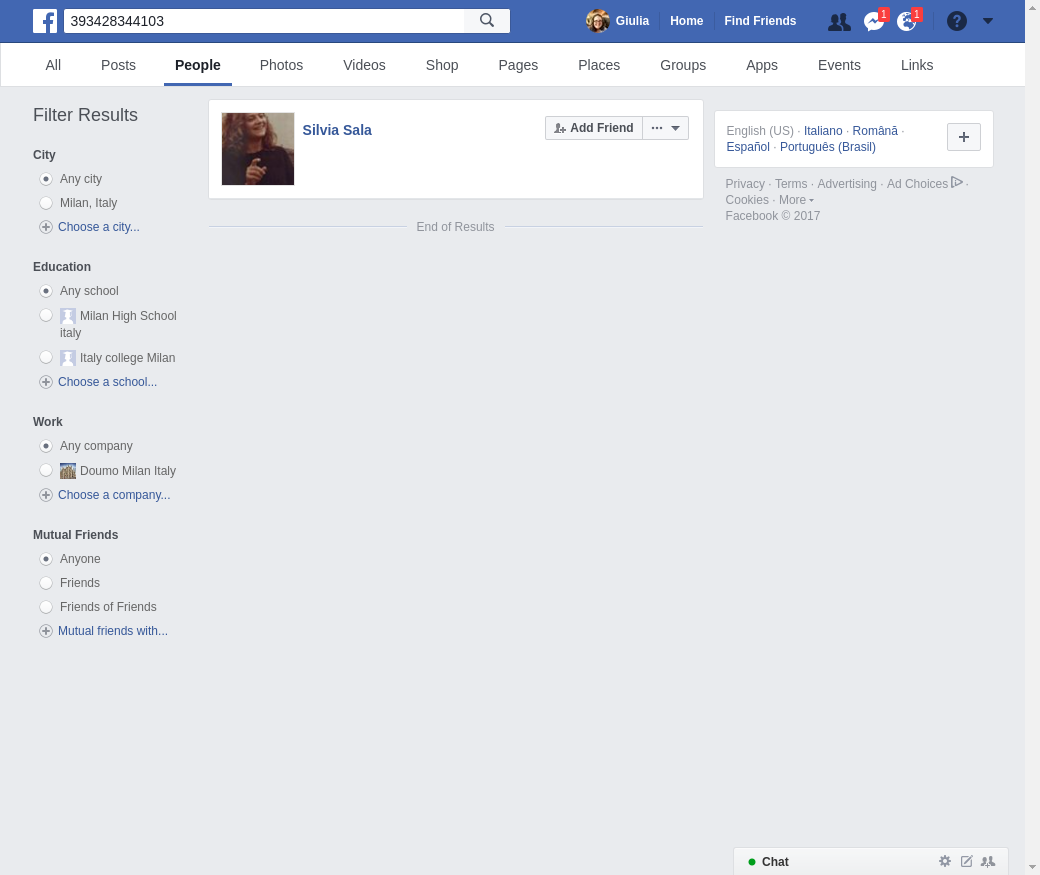 393428344103
Giulia Home Find Friends 1 1
All Posts People Photos Videos Shop Pages Places Groups Apps Events Links
Filter Results
City
Any city
Milan, Italy
Choose a city...
Education
Any school
Milan High School
italy
Italy college Milan
Choose a school...
Work
Any company
Doumo Milan Italy
Choose a company...
Mutual Friends
Anyone
Friends
Friends of Friends
Mutual friends with...
Silvia Sala
Add Friend
End of Results
English (US) · Italiano · Română ·
Español · Português (Brasil)
Privacy · Terms · Advertising · Ad Choices ·
Cookies · More
Facebook © 2017
Chat